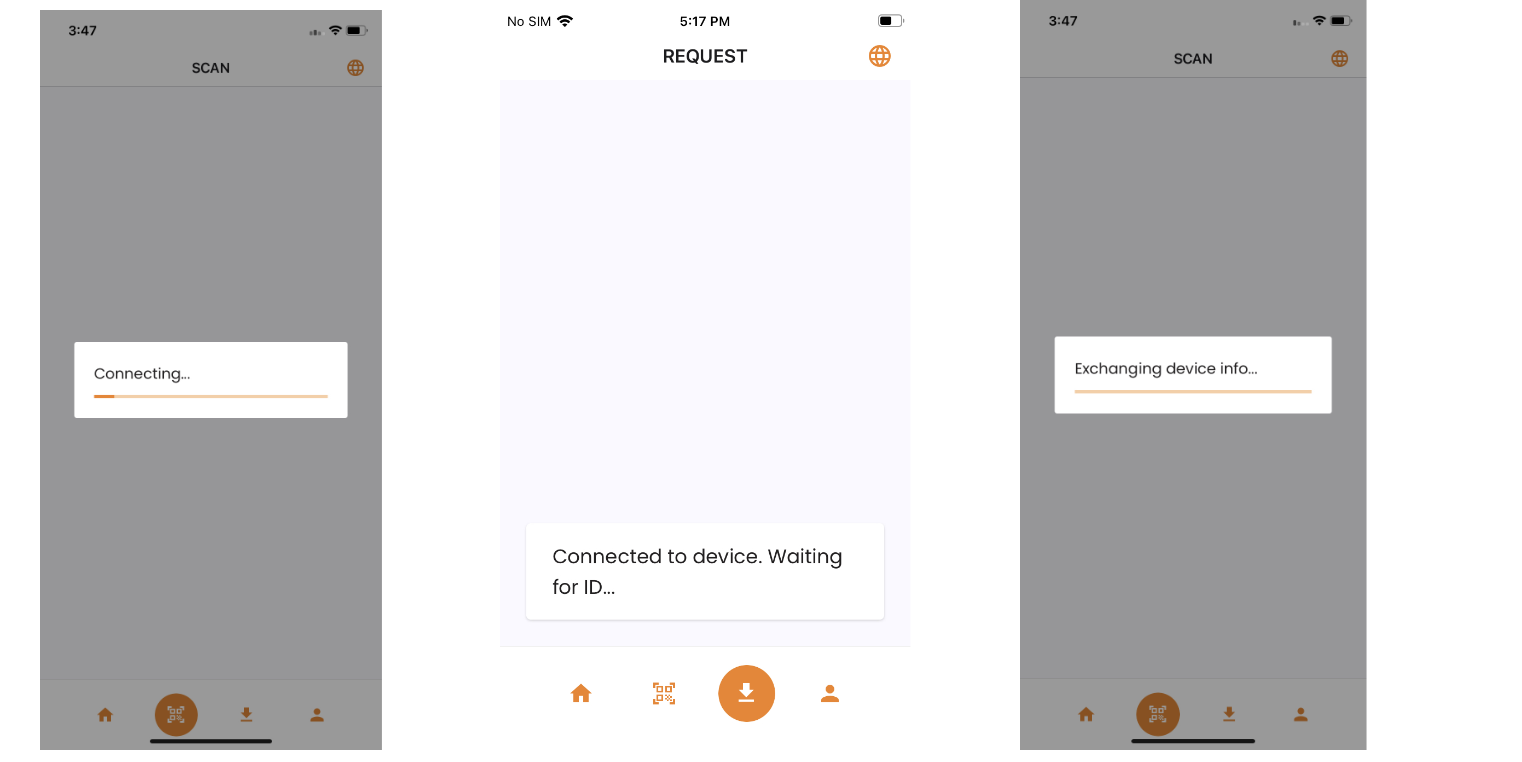 3:47
SCAN
Connecting...
No SIM
5:17 PM
REQUEST
Connected to device. Waiting
for ID...
3:47
SCAN
Exchanging device info...